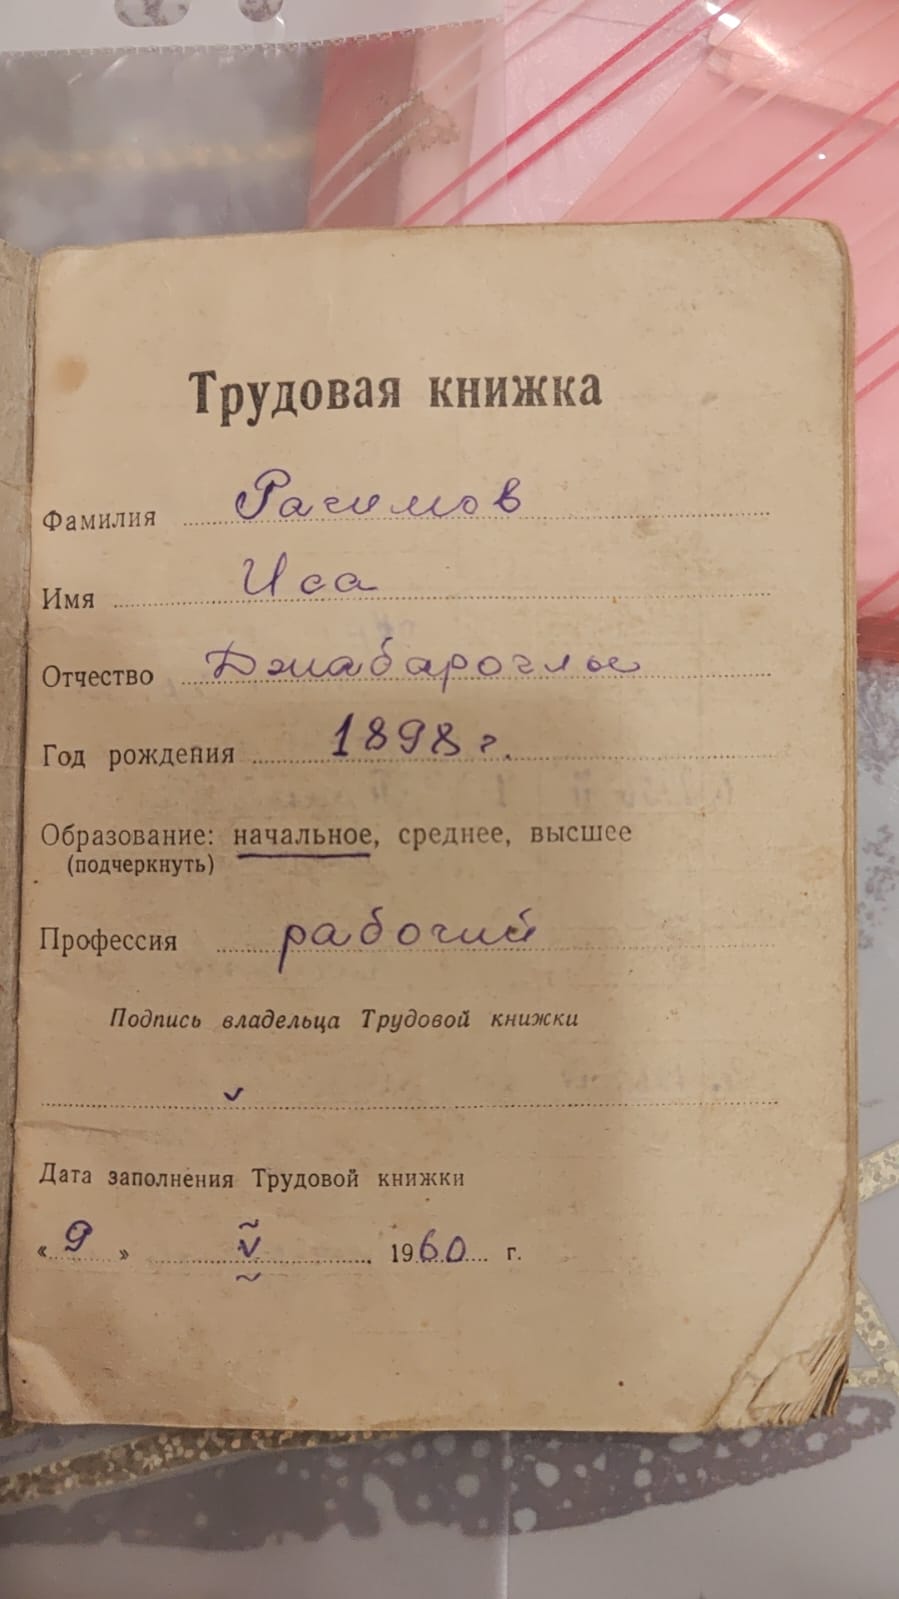 Трудовая книжка
Фамилия Рагимов
Имя Иса
Отчество Джабароглы
Год рождения 1898 г.
Образование: начальное, среднее, высшее
(подчеркнуть)
Профессия рабочий
Подпись владельца Трудовой книжки
Дата заполнения Трудовой книжки
« 9 » V 1960 г.